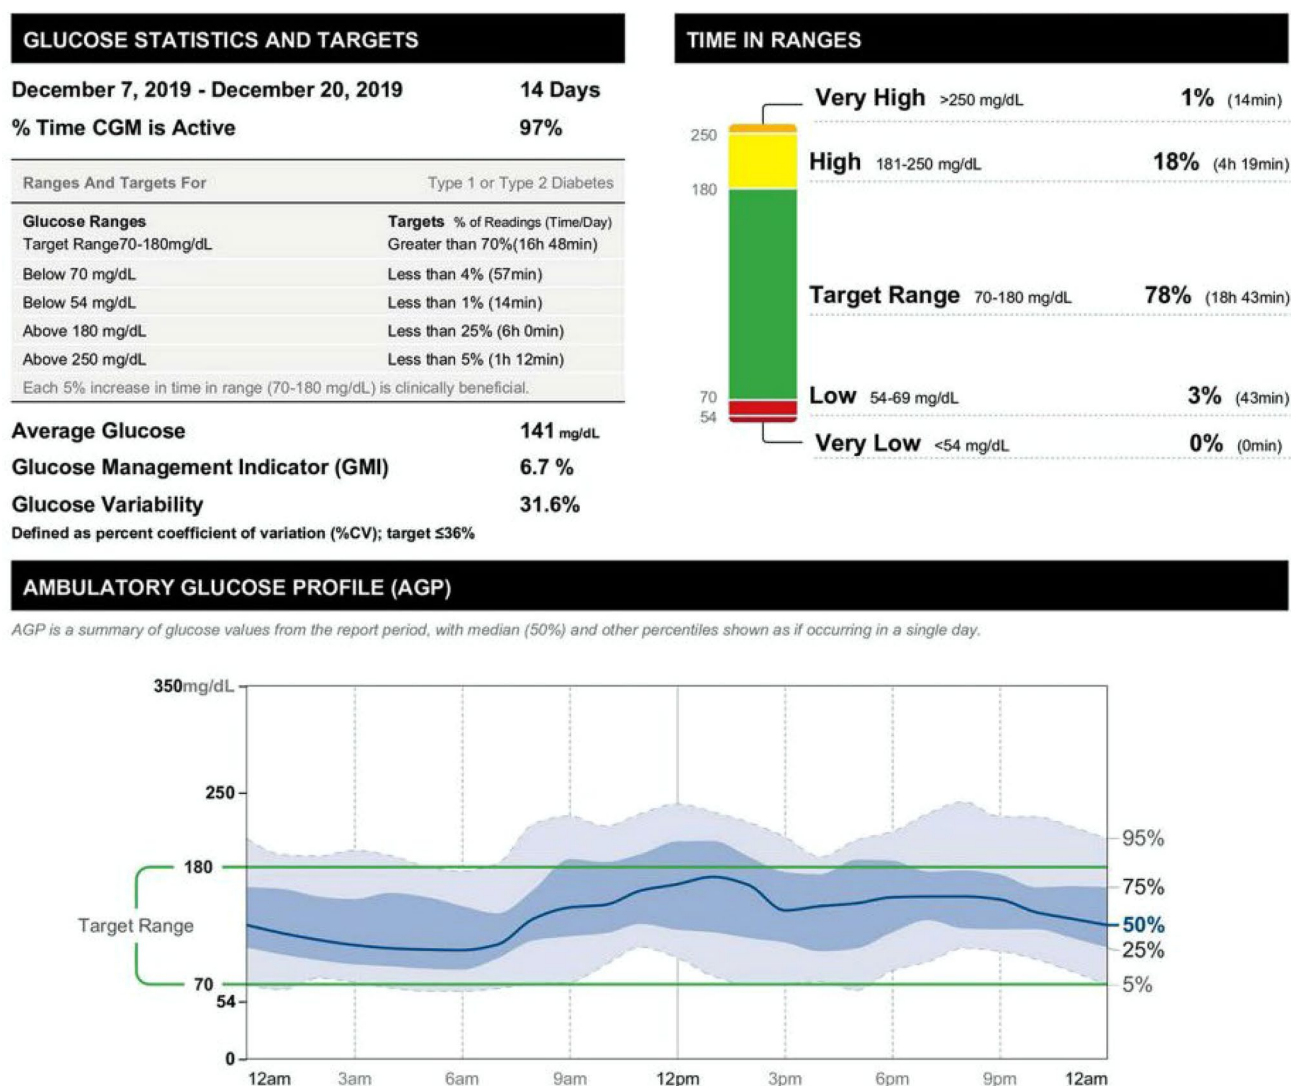 GLUCOSE STATISTICS AND TARGETS
December 7, 2019 - December 20, 2019 14 Days
% Time CGM is Active 97%
Ranges And Targets For Type 1 or Type 2 Diabetes
Glucose Ranges Targets % of Readings (Time/Day)
Target Range70-180mg/dL Greater than 70%(16h 48min)
Below 70 mg/dL Less than 4% (57min)
Below 54 mg/dL Less than 1% (14min)
Above 180 mg/dL Less than 25% (6h 0min)
Above 250 mg/dL Less than 5% (1h 12min)
Each 5% increase in time in range (70-180 mg/dL) is clinically beneficial.
Average Glucose 141 mg/dL
Glucose Management Indicator (GMI) 6.7 %
Glucose Variability 31.6%
Defined as percent coefficient of variation (%CV); target ≤36%
TIME IN RANGES
Very High >250 mg/dL 1% (14min)
250
High 181-250 mg/dL 18% (4h 19min)
180
Target Range 70-180 mg/dL 78% (18h 43min)
70 Low 54-69 mg/dL 3% (43min)
54
Very Low <54 mg/dL 0% (0min)
AMBULATORY GLUCOSE PROFILE (AGP)
AGP is a summary of glucose values from the report period, with median (50%) and other percentiles shown as if occurring in a single day.
350mg/dL
250
95%
180
75%
Target Range 50%
25%
70 5%
54
0
12am 3am 6am 9am 12pm 3pm 6pm 9pm 12am